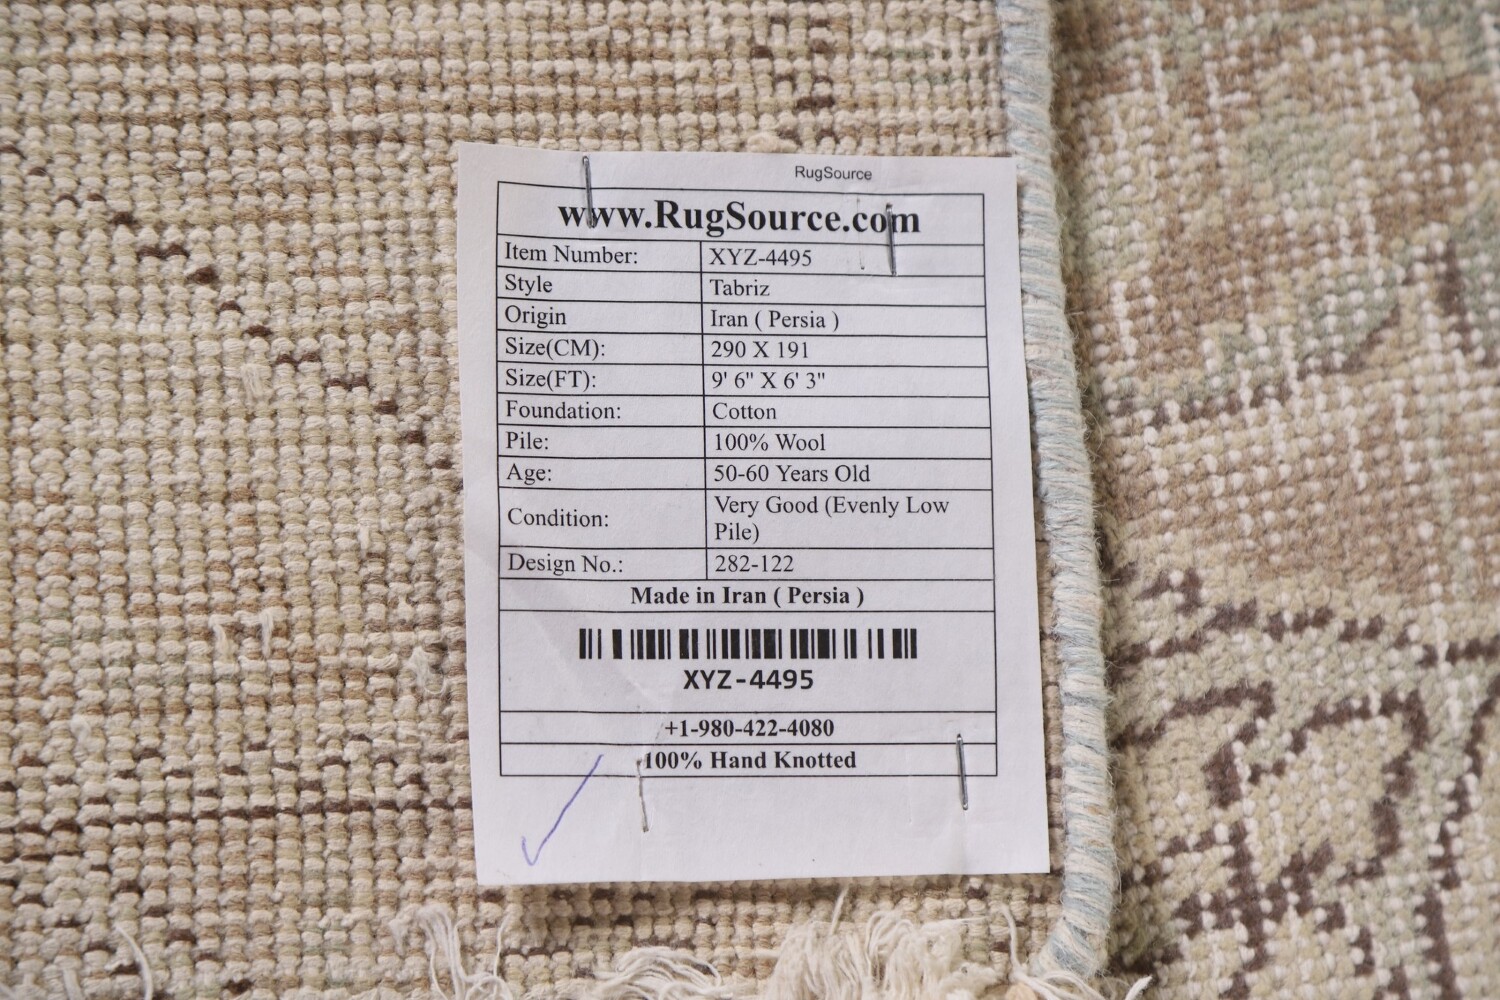 RugSource
www.RugSource.com
Item Number: XYZ-4495
Style Tabriz
Origin Iran ( Persia )
Size(CM): 290 X 191
Size(FT): 9' 6" X 6' 3"
Foundation: Cotton
Pile: 100% Wool
Age: 50-60 Years Old
Condition: Very Good (Evenly Low
Pile)
Design No.: 282-122
Made in Iran ( Persia )
XYZ-4495
+1-980-422-4080
100% Hand Knotted